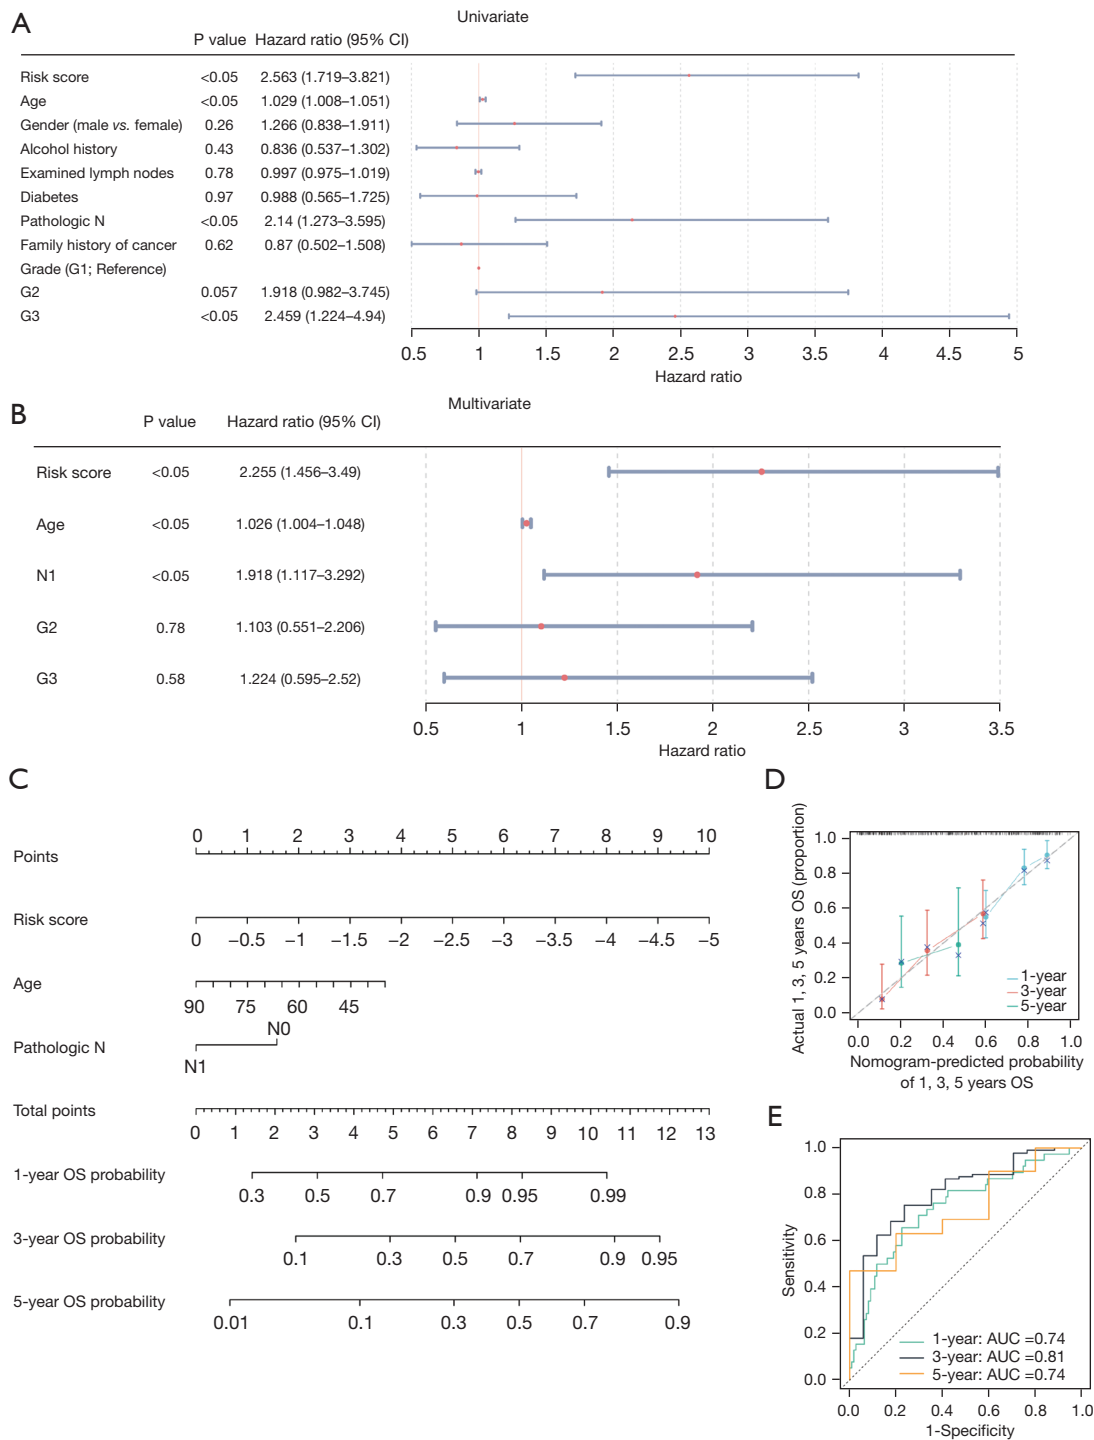 A
Univariate
P value Hazard ratio (95% CI)
Risk score <0.05 2.563 (1.719–3.821)
Age <0.05 1.029 (1.008–1.051)
Gender (male vs. female) 0.26 1.266 (0.838–1.911)
Alcohol history 0.43 0.836 (0.537–1.302)
Examined lymph nodes 0.78 0.997 (0.975–1.019)
Diabetes 0.97 0.988 (0.565–1.725)
Pathologic N <0.05 2.14 (1.273–3.595)
Family history of cancer 0.62 0.87 (0.502–1.508)
Grade (G1; Reference)
G2 0.057 1.918 (0.982–3.745)
G3 <0.05 2.459 (1.224–4.94)
0.5 1 1.5 2 2.5 3 3.5 4 4.5 5
Hazard ratio
B
Multivariate
P value Hazard ratio (95% CI)
Risk score <0.05 2.255 (1.456–3.49)
Age <0.05 1.026 (1.004–1.048)
N1 <0.05 1.918 (1.117–3.292)
G2 0.78 1.103 (0.551–2.206)
G3 0.58 1.224 (0.595–2.52)
0.5 1 1.5 2 2.5 3 3.5
Hazard ratio
C
0 1 2 3 4 5 6 7 8 9 10
Points
Risk score
0 −0.5 −1 −1.5 −2 −2.5 −3 −3.5 −4 −4.5 −5
Age
90 75 60 45
N0
Pathologic N
N1
Total points
0 1 2 3 4 5 6 7 8 9 10 11 12 13
1-year OS probability
0.3 0.5 0.7 0.9 0.95 0.99
3-year OS probability
0.1 0.3 0.5 0.7 0.9 0.95
5-year OS probability
0.01 0.1 0.3 0.5 0.7 0.9
D
Actual 1, 3, 5 years OS (proportion)
1.0
0.8
0.6
0.4
0.2
0.0
1-year
3-year
5-year
0.0 0.2 0.4 0.6 0.8 1.0
Nomogram-predicted probability
of 1, 3, 5 years OS
E
Sensitivity
1.0
0.8
0.6
0.4
0.2
0.0
1-year: AUC =0.74
3-year: AUC =0.81
5-year: AUC =0.74
0.0 0.2 0.4 0.6 0.8 1.0
1-Specificity